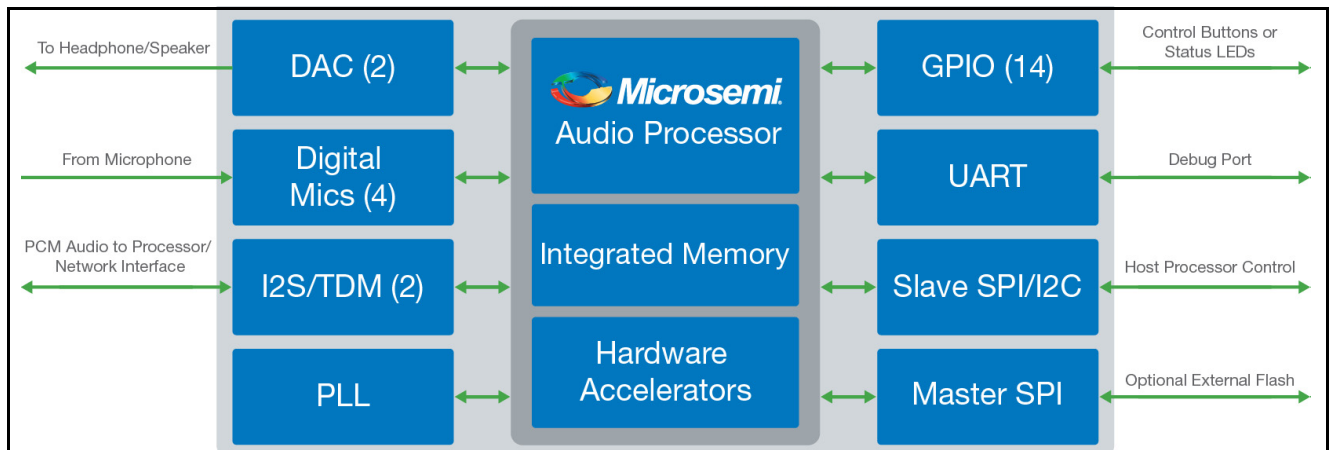 To Headphone/Speaker
DAC (2)
From Microphone
Digital
Mics (4)
PCM Audio to Processor/
Network Interface
I2S/TDM (2)
PLL
Microsemi.
Audio Processor
Integrated Memory
Hardware
Accelerators
GPIO (14)
Control Buttons or
Status LEDs
UART
Debug Port
Slave SPI/I2C
Host Processor Control
Master SPI
Optional External Flash